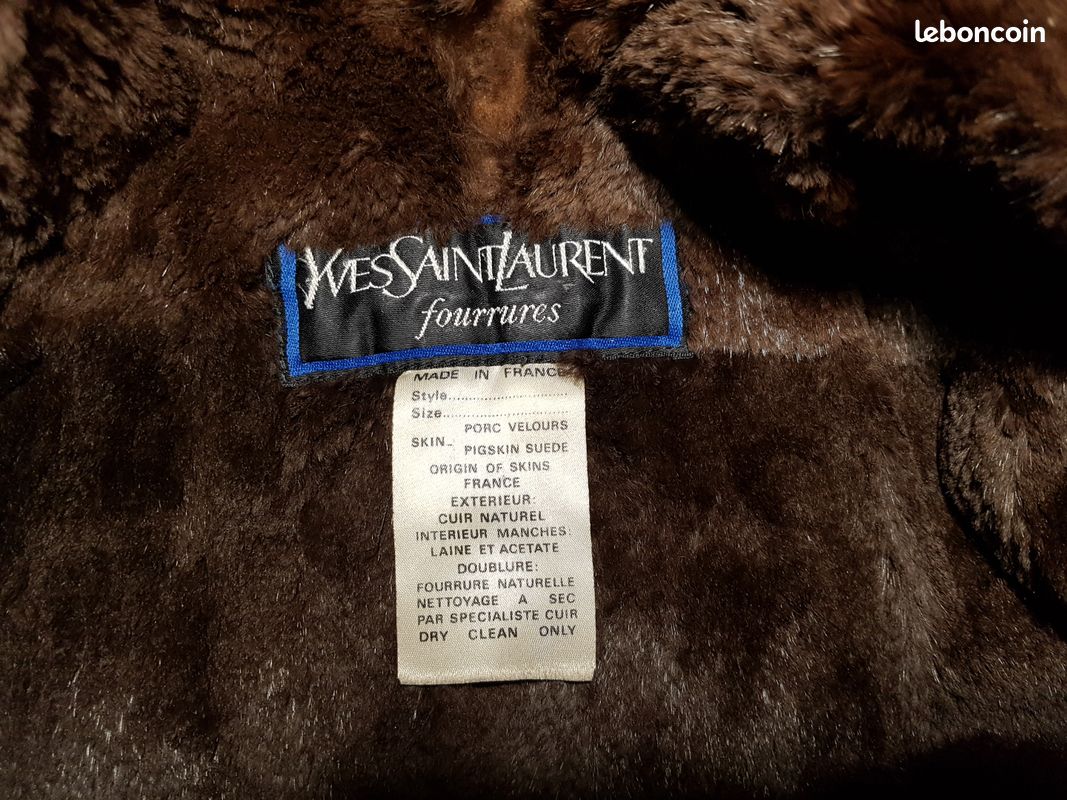 leboncoin
YVES SAINT LAURENT
fourrures
MADE IN FRANCE
Style..............................
Size..............................
PORC VELOURS
SKIN..
PIGSKIN SUEDE
ORIGIN OF SKINS
FRANCE
EXTERIEUR:
CUIR NATUREL
INTERIEUR MANCHES:
LAINE ET ACETATE
DOUBLURE:
FOURRURE NATURELLE
NETTOYAGE A SEC
PAR SPECIALISTE CUIR
DRY CLEAN ONLY